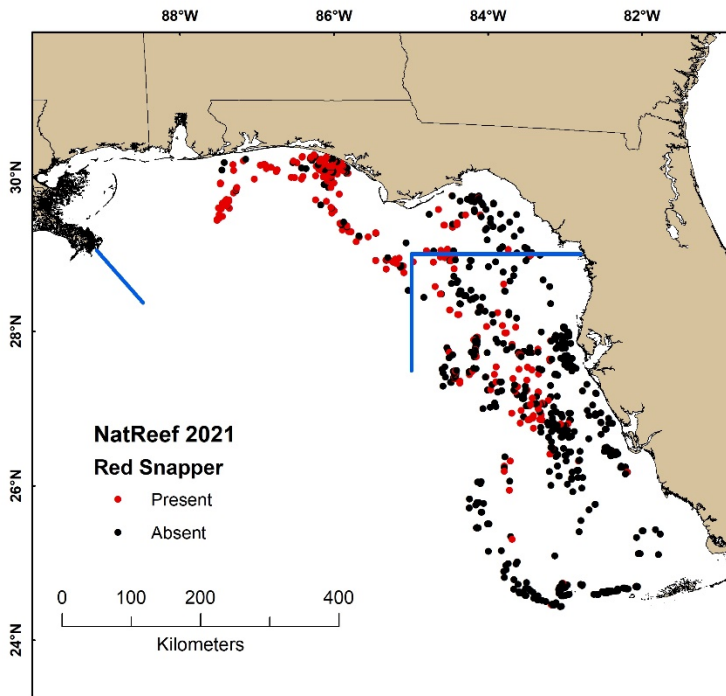 88°W 86°W 84°W 82°W
30°N
28°N
NatReef 2021
Red Snapper
Present
Absent
26°N
0 100 200 400
Kilometers
24°N